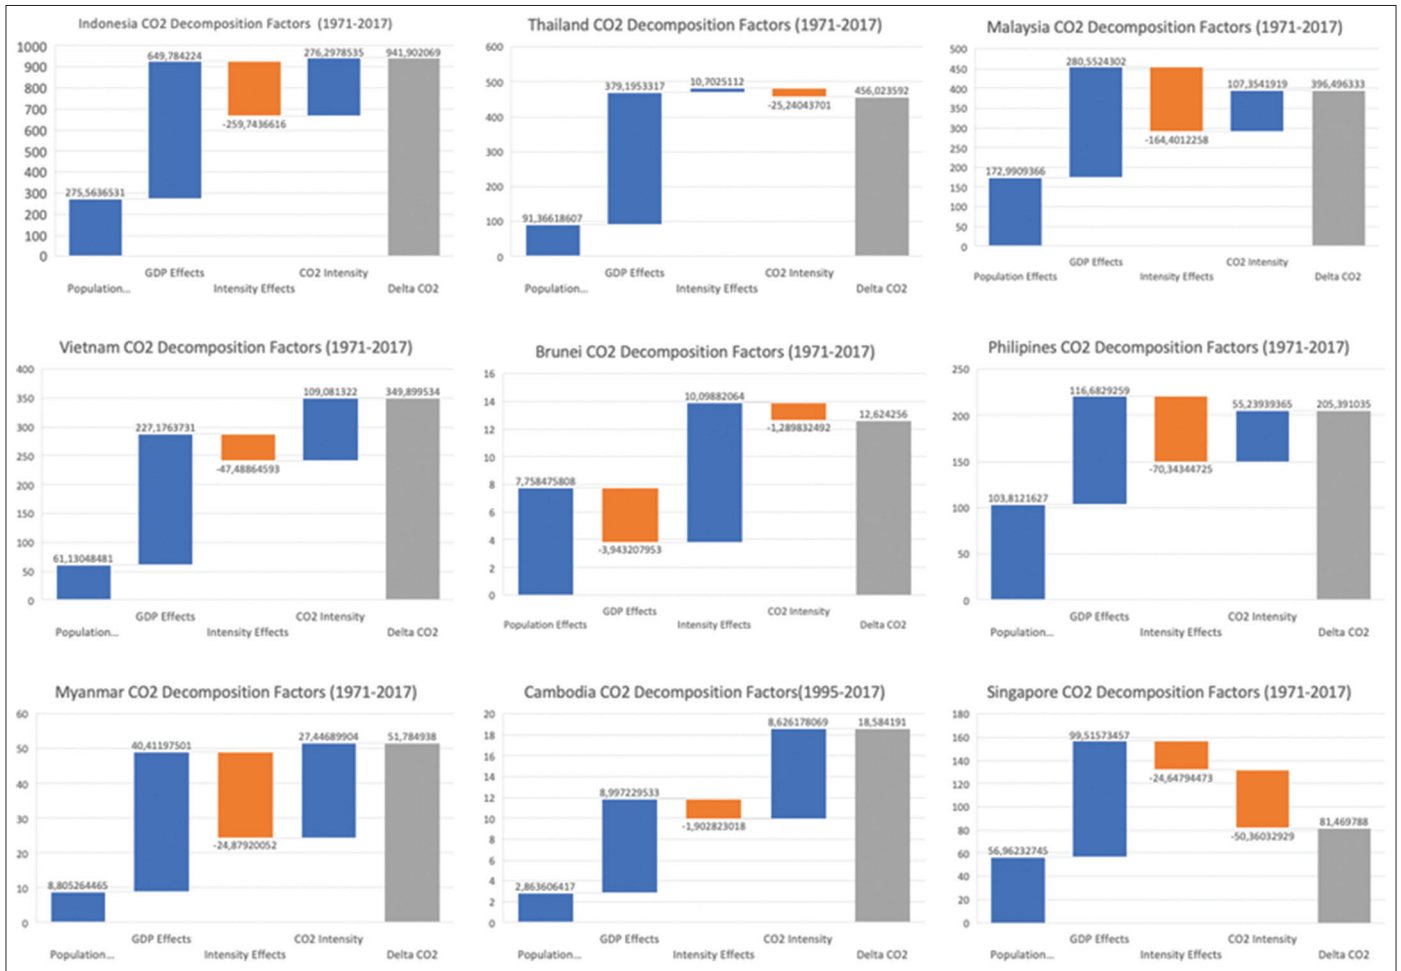 Indonesia CO2 Decomposition Factors (1971-2017)
1000
900
800
700
600
500
400
300
200
100
0
275,5636531
649,784224
-259,7436616
276,2978535
941,902069
GDP Effects
CO2 Intensity
Population...
Intensity Effects
Delta CO2
Thailand CO2 Decomposition Factors (1971-2017)
600
500
400
300
200
100
0
91,36618607
379,1953317
10,7025112
-25,24043701
456,023592
GDP Effects
CO2 Intensity
Population...
Intensity Effects
Delta CO2
Malaysia CO2 Decomposition Factors (1971-2017)
500
450
400
350
300
250
200
150
100
50
0
172,9909366
280,5524302
-164,4012258
107,3541919
396,496333
GDP Effects
CO2 Intensity
Population Effects
Intensity Effects
Delta CO2
Vietnam CO2 Decomposition Factors (1971-2017)
400
350
300
250
200
150
100
50
0
61,13048481
227,1763731
-47,48864593
109,081322
349,899534
GDP Effects
CO2 Intensity
Population...
Intensity Effects
Delta CO2
Brunei CO2 Decomposition Factors (1971-2017)
16
14
12
10
8
6
4
2
0
7,758475808
-3,943207953
10,09882064
-1,289832492
12,624256
GDP Effects
CO2 Intensity
Population Effects
Intensity Effects
Delta CO2
Philipines CO2 Decomposition Factors (1971-2017)
250
200
150
100
50
0
103,8121627
116,6829259
-70,34344725
55,23939365
205,391035
GDP Effects
CO2 Intensity
Population...
Intensity Effects
Delta CO2
Myanmar CO2 Decomposition Factors (1971-2017)
60
50
40
30
20
10
0
8,805264465
40,41197501
-24,87920052
27,44689904
51,784938
GDP Effects
CO2 Intensity
Population...
Intensity Effects
Delta CO2
Cambodia CO2 Decomposition Factors(1995-2017)
20
18
16
14
12
10
8
6
4
2
0
2,863606417
8,997229533
-1,902823018
8,626178069
18,584191
GDP Effects
CO2 Intensity
Population...
Intensity Effects
Delta CO2
Singapore CO2 Decomposition Factors (1971-2017)
180
160
140
120
100
80
60
40
20
0
56,96232745
99,51573457
-24,64794473
-50,36032929
81,469788
GDP Effects
CO2 Intensity
Population...
Intensity Effects
Delta CO2